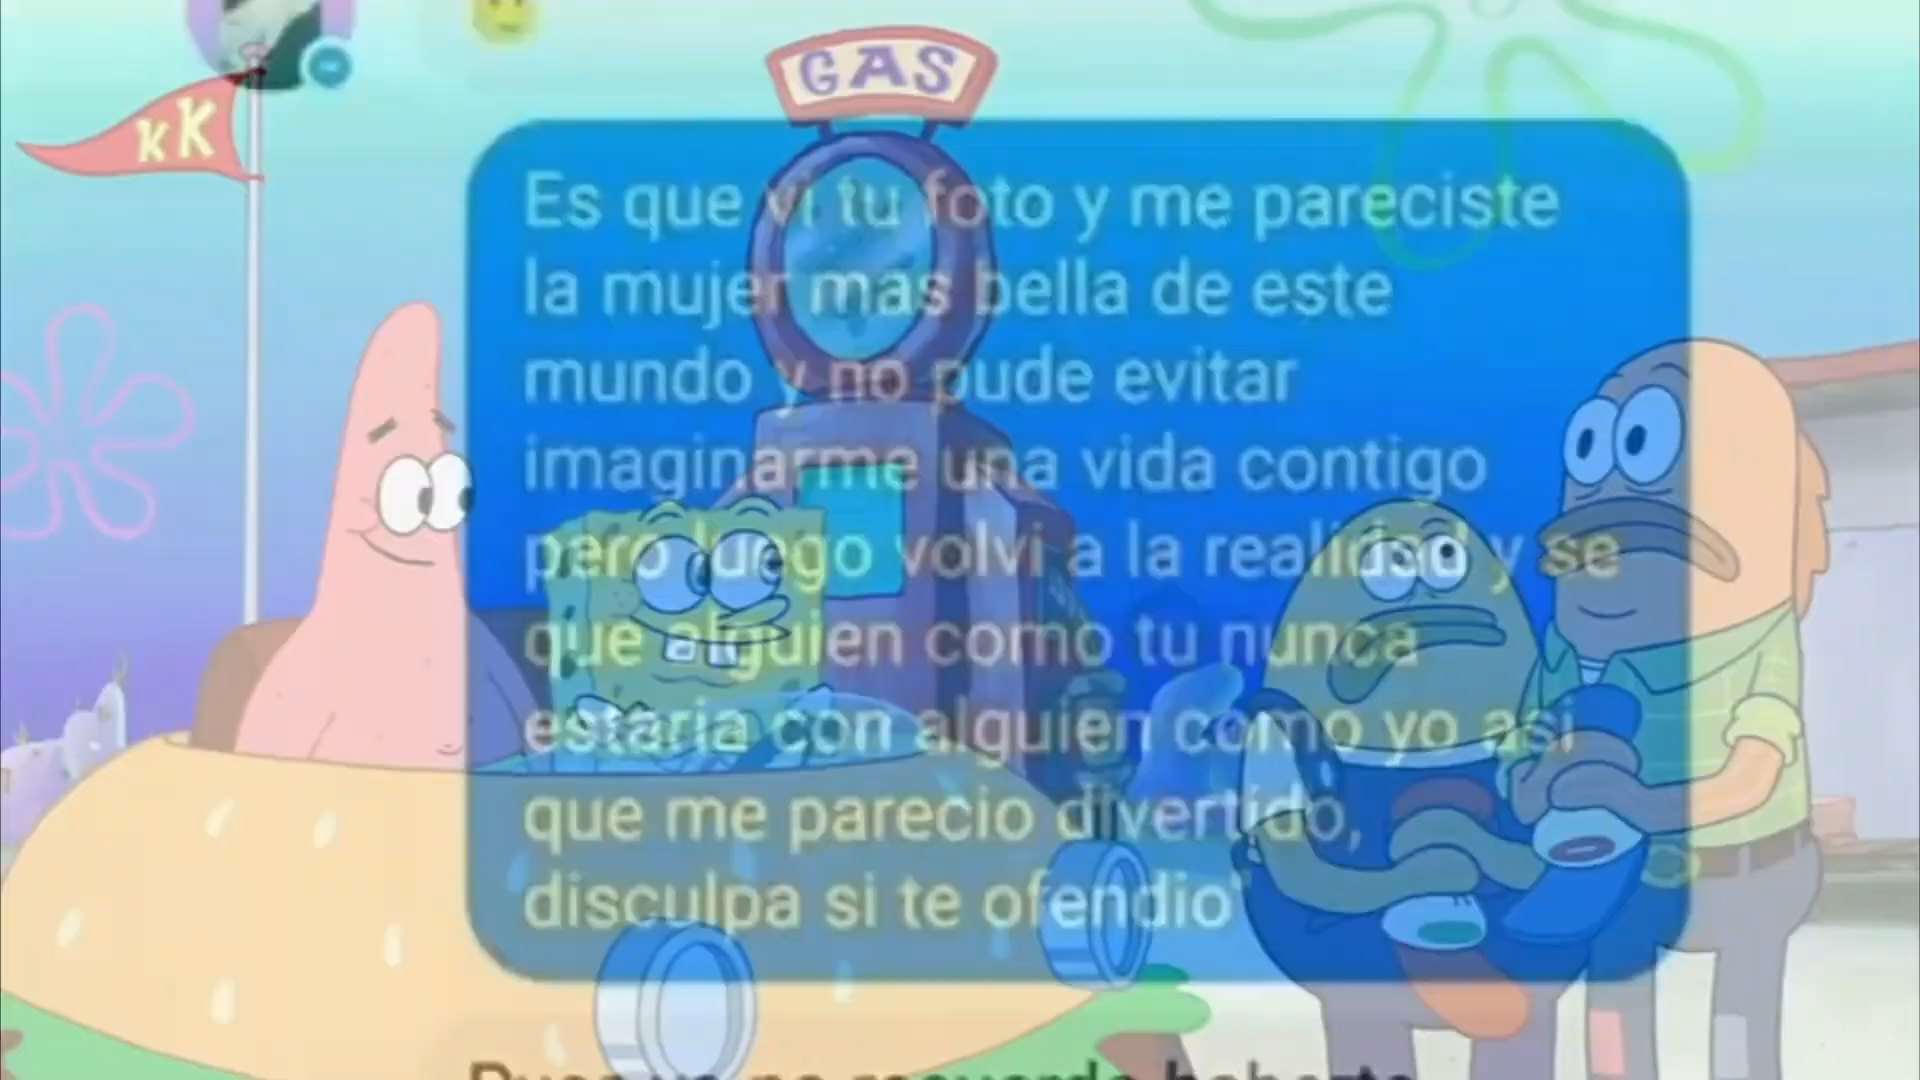 GAS
KK
Es que vi tu foto y me pareciste
la mujer mas bella de este
mundo y no pude evitar
imaginarme una vida contigo
pero luego volvi a la realidad y se
que alguien como tu nunca
estaria con alguien como yo asi
que me parecio divertido,
disculpa si te ofendio